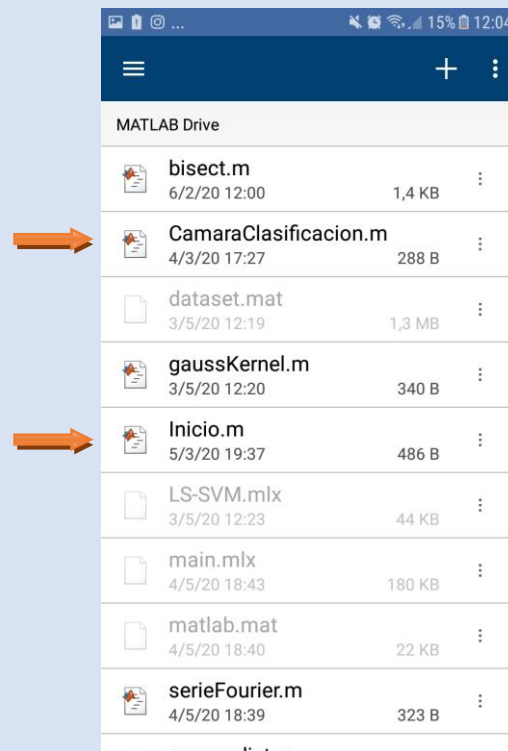 ... 15% 12:04
MATLAB Drive
bisect.m
6/2/20 12:00 1,4 KB
CamaraClasificacion.m
4/3/20 17:27 288 B
dataset.mat
3/5/20 12:19 1,3 MB
gaussKernel.m
3/5/20 12:20 340 B
Inicio.m
5/3/20 19:37 486 B
LS-SVM.mlx
3/5/20 12:23 44 KB
main.mlx
4/5/20 18:43 180 KB
matlab.mat
4/5/20 18:40 22 KB
serieFourier.m
4/5/20 18:39 323 B